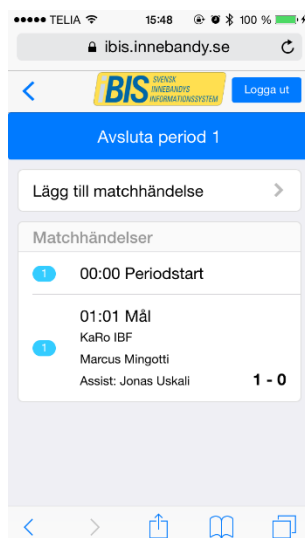 TELIA 15:48 100 %
ibis.innebandy.se
BIS SVENSK INNEBANDYS INFORMATIONSSYSTEM
Logga ut
Avsluta period 1
Lägg till matchhändelse
Matchhändelser
1 00:00 Periodstart
01:01 Mål
KaRo IBF
1
Marcus Mingotti
Assist: Jonas Uskali 1 - 0